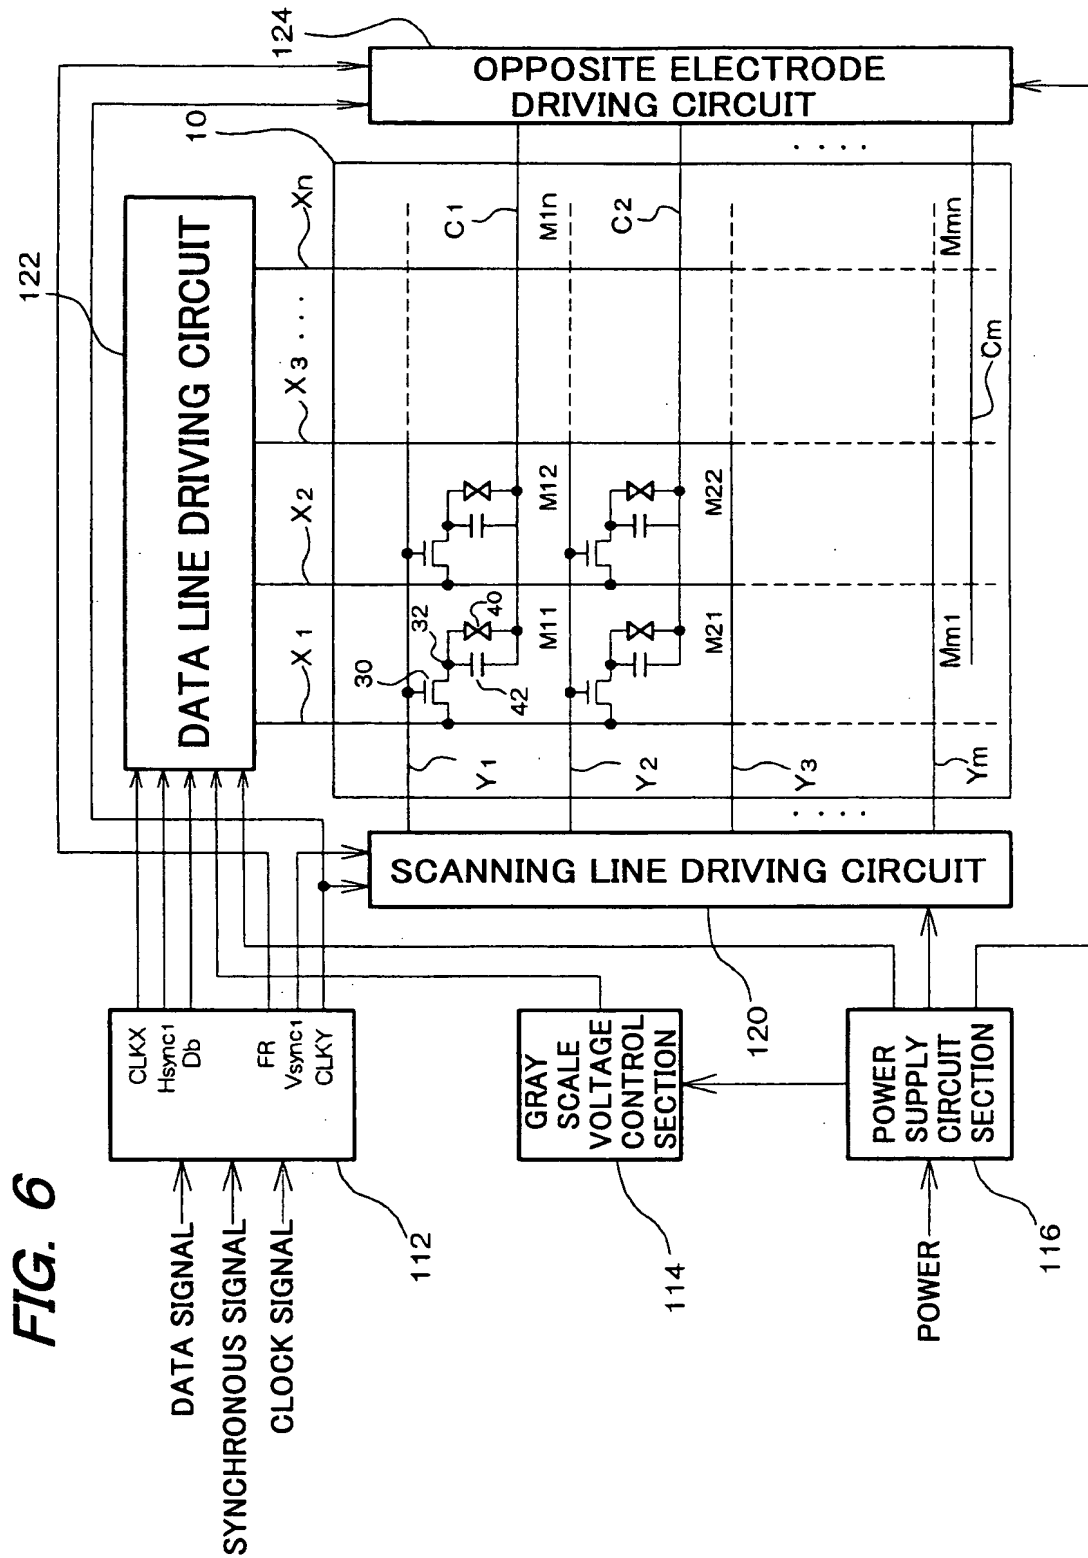 FIG. 6
DATA SIGNAL
SYNCHRONOUS SIGNAL
CLOCK SIGNAL
CLKX
Hsync1
Db
FR
Vsync1
CLKY
112
GRAY
SCALE
VOLTAGE
CONTROL
SECTION
114
POWER
POWER
SUPPLY
CIRCUIT
SECTION
116
122
DATA LINE DRIVING CIRCUIT
SCANNING LINE DRIVING CIRCUIT
120
OPPOSITE ELECTRODE
DRIVING CIRCUIT
124
10
X1
X2
X3
. . . .
Xn
30
32
40
42
Y1
M11
M12
C1
M1n
Y2
M21
M22
C2
Y3
. . . .
. . . .
Ym
Mm1
Cm
Mmn